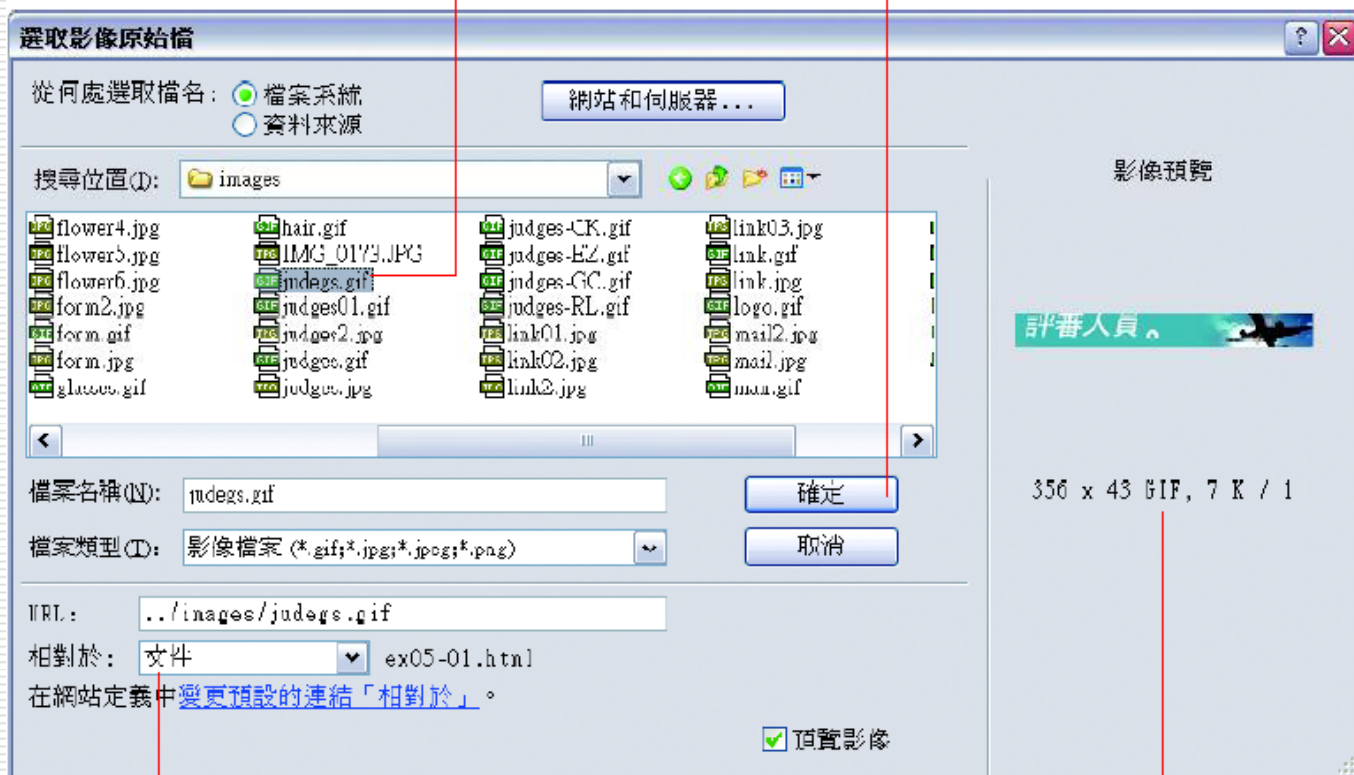 選取影像原始檔
從何處選取檔名: 檔案系統
資料來源
網站和伺服器...
搜尋位置(I): images
影像預覽
flower4.jpg hair.gif judges-CK.gif link03.jpg
flower5.jpg IMG_0173.JPG judges-EZ.gif link.gif
flower6.jpg judegs.gif judges-GC.gif link.jpg
form2.jpg judges01.gif judges-RL.gif logo.gif
form.gif judges2.jpg link01.jpg mail2.jpg
form.jpg judges.gif link02.jpg mail.jpg
glasses.gif judges.jpg link2.jpg man.gif
評審人員。
檔案名稱(N): judegs.gif 確定
356 x 43 GIF, 7 K / 1
檔案類型(T): 影像檔案 (*.gif;*.jpg;*.jpeg;*.png) 取消
URL: ../images/judegs.gif
相對於: 文件 ex05-01.html
在網站定義中變更預設的連結「相對於」。
預覽影像